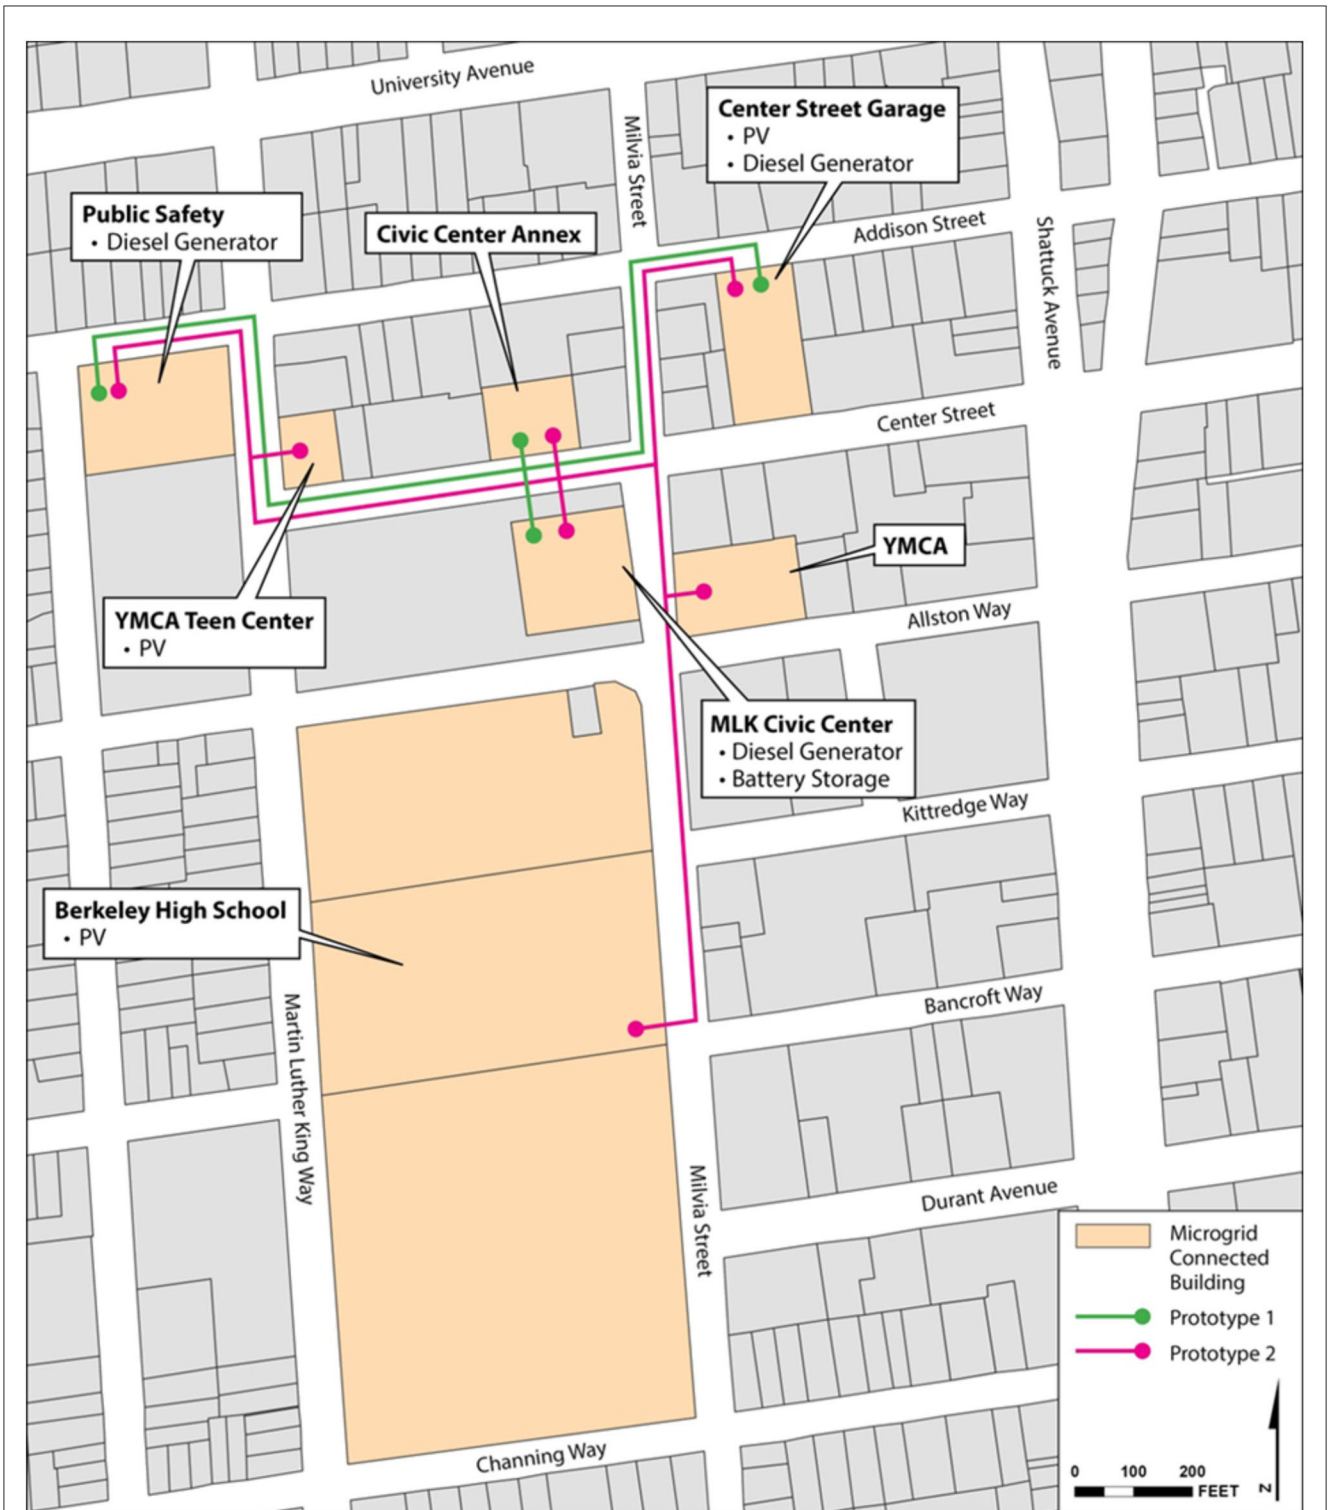 University Avenue
Milvia Street
Center Street Garage
• PV
• Diesel Generator
Public Safety
• Diesel Generator
Civic Center Annex
Addison Street
Shattuck Avenue
Center Street
YMCA
YMCA Teen Center
• PV
Allston Way
MLK Civic Center
• Diesel Generator
• Battery Storage
Kittredge Way
Berkeley High School
• PV
Bancroft Way
Martin Luther King Way
Milvia Street
Durant Avenue
Channing Way
Microgrid
Connected
Building
Prototype 1
Prototype 2
0 100 200
FEET
N